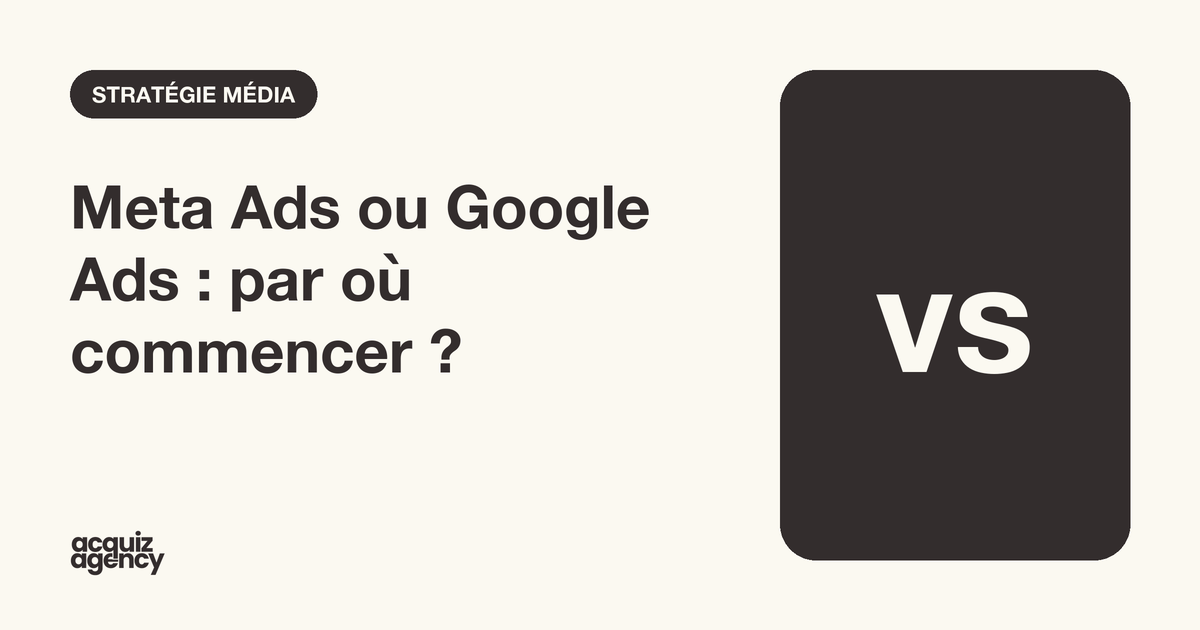 STRATÉGIE MÉDIA
Meta Ads ou Google
Ads : par où
commencer ?
vs
acquiz
agency